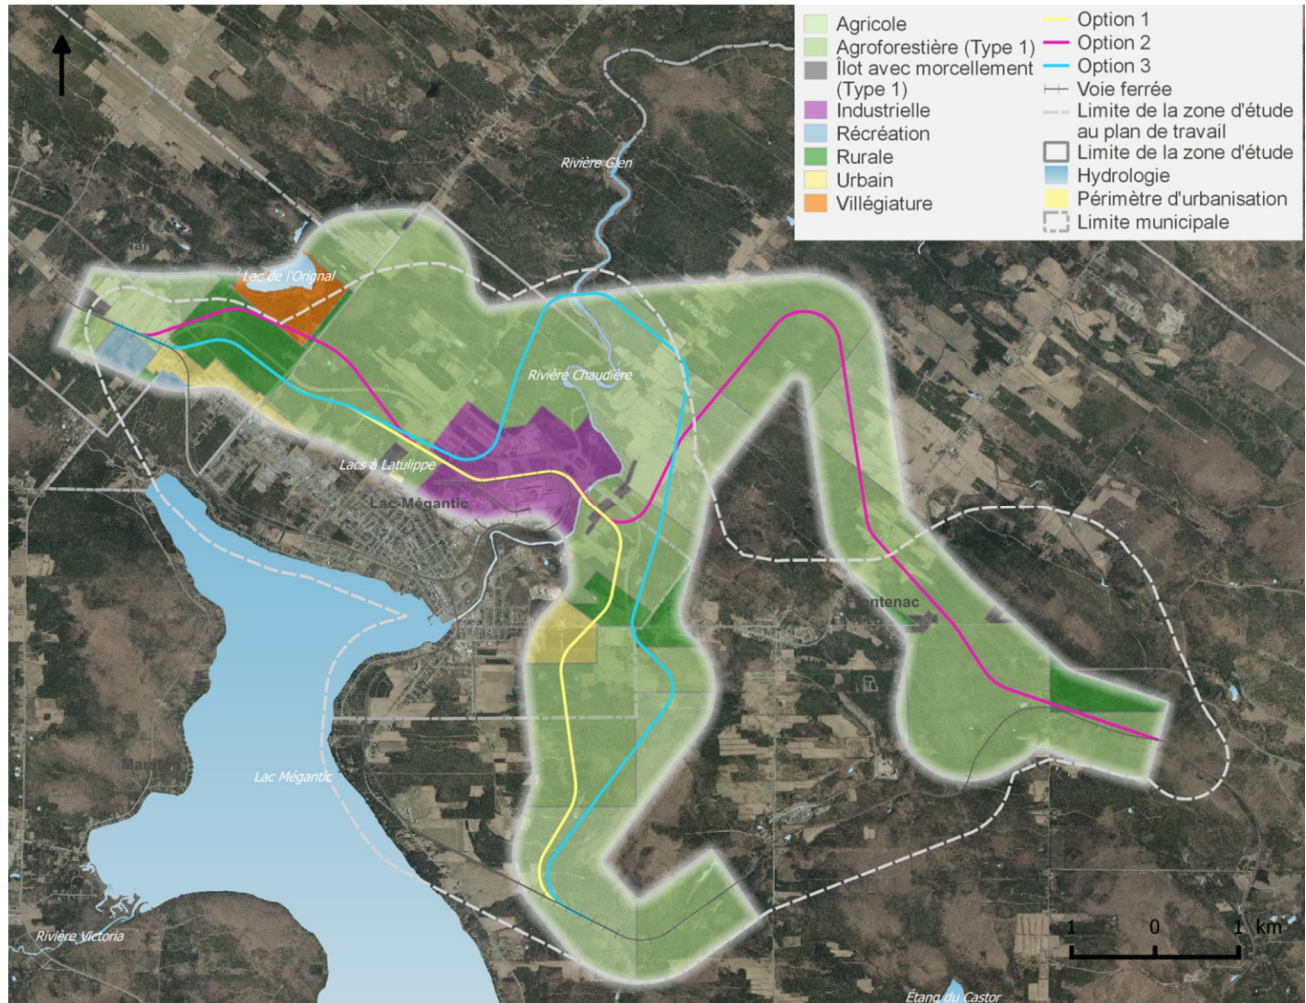 Agricole
Agroforestière (Type 1)
Îlot avec morcellement
(Type 1)
Industrielle
Récréation
Rurale
Urbain
Villégiature
Option 1
Option 2
Option 3
Voie ferrée
Limite de la zone d'étude
au plan de travail
Limite de la zone d'étude
Hydrologie
Périmètre d'urbanisation
Limite municipale
Rivière Glen
Lac de l'Orignal
Rivière Chaudière
Lacs à Latulippe
Lac-Mégantic
Lac Mégantic
Rivière Victoria
1 0 1 km
Étang du Castor